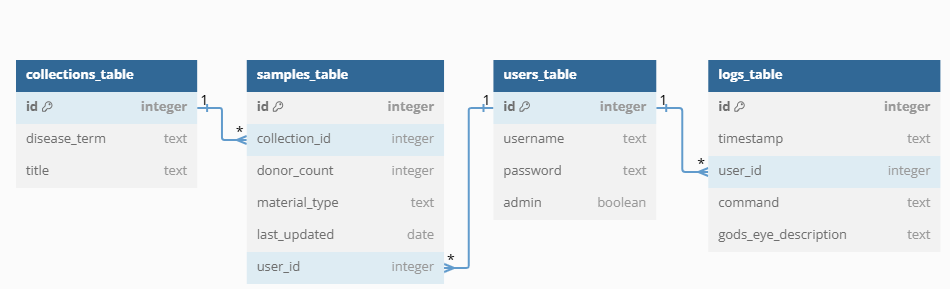 collections_table
id integer
disease_term text
title text
1
*
samples_table
id integer
collection_id integer
donor_count integer
material_type text
last_updated date
user_id integer
*
1
users_table
id integer
username text
password text
admin boolean
1
*
logs_table
id integer
timestamp text
user_id integer
command text
gods_eye_description text